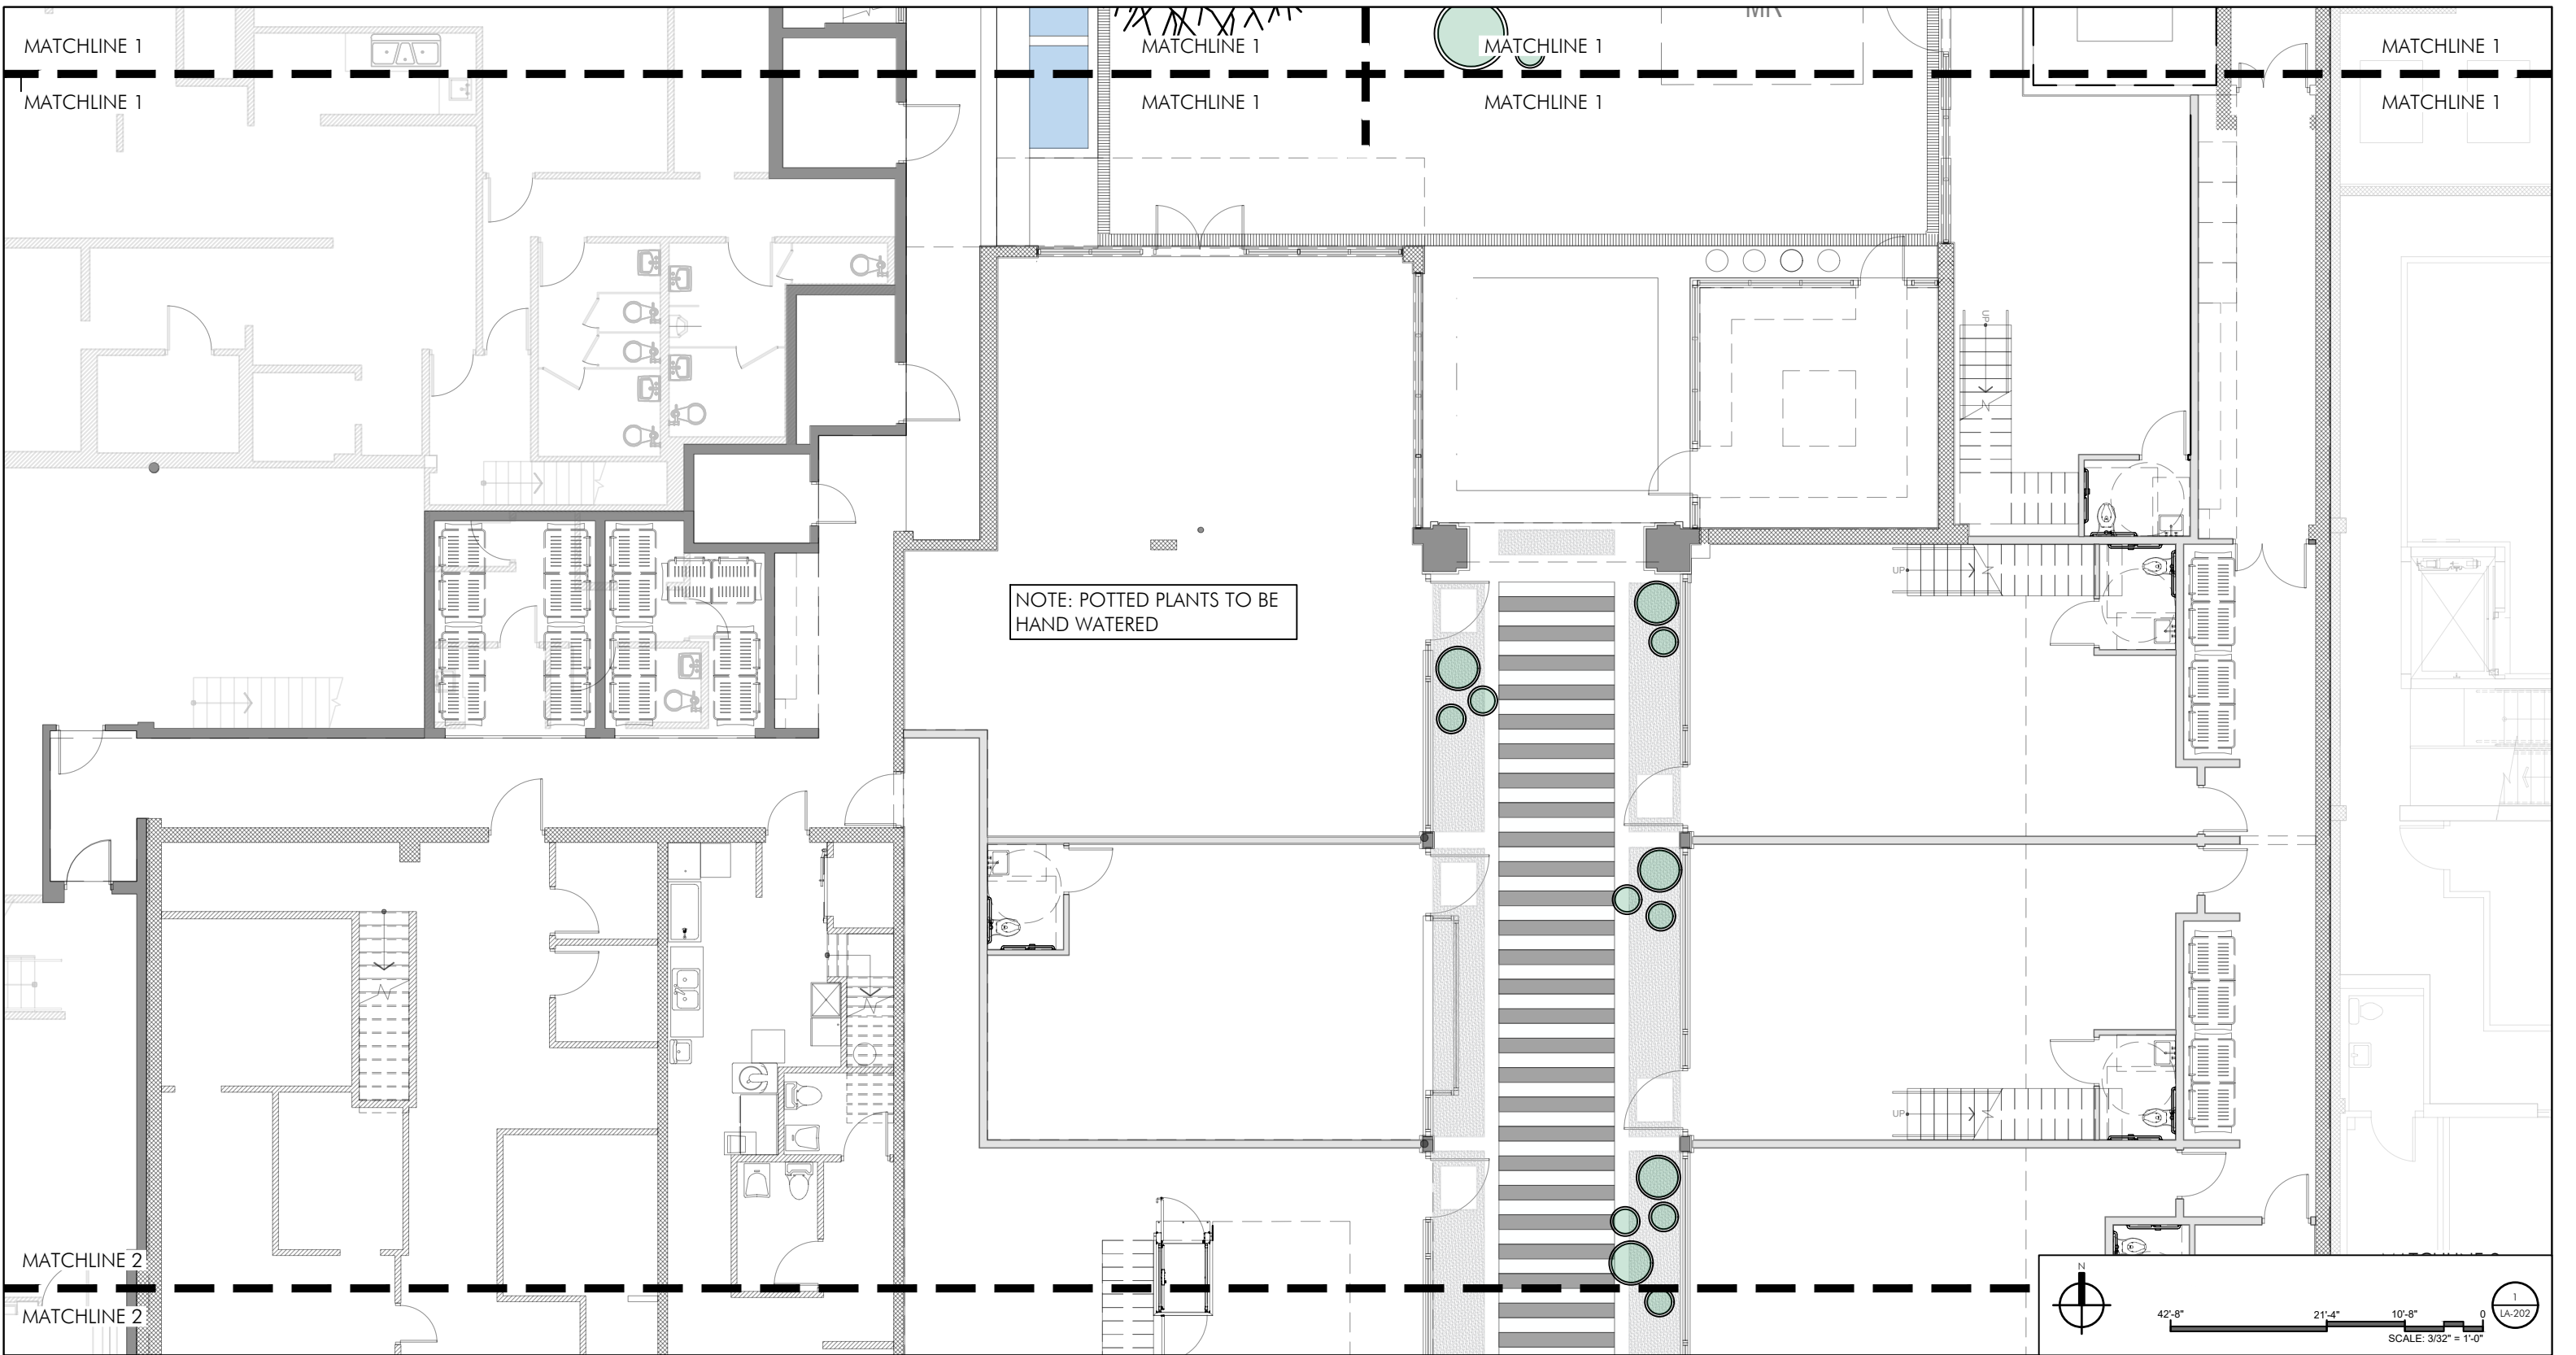 MATCHLINE 1
MATCHLINE 1
MATCHLINE 1
MATCHLINE 1
MATCHLINE 1
MATCHLINE 1
MATCHLINE 1
MATCHLINE 1
UP
NOTE: POTTED PLANTS TO BE
HAND WATERED
UP
UP
MATCHLINE 2
MATCHLINE 2
N
42'-8"
21'-4"
10'-8"
0
SCALE: 3/32" = 1'-0"
1
LA-202